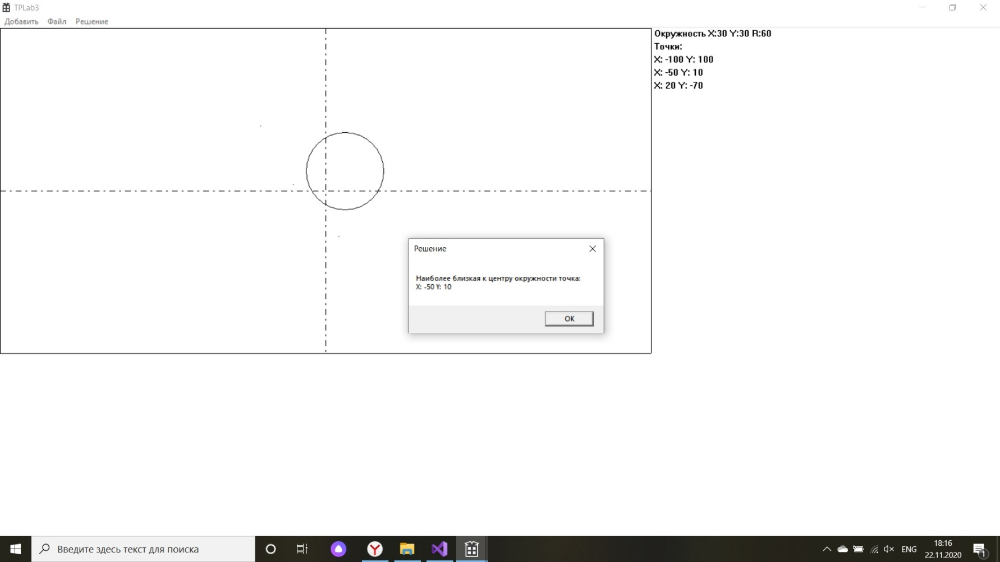 TPLab3
Добавить Файл Решение
Окружность X:30 Y:30 R:60
Точки:
X: -100 Y: 100
X: -50 Y: 10
X: 20 Y: -70
Решение
Наиболее близкая к центру окружности точка:
X: -50 Y: 10
OK
Введите здесь текст для поиска
ENG
18:16
22.11.2020
1